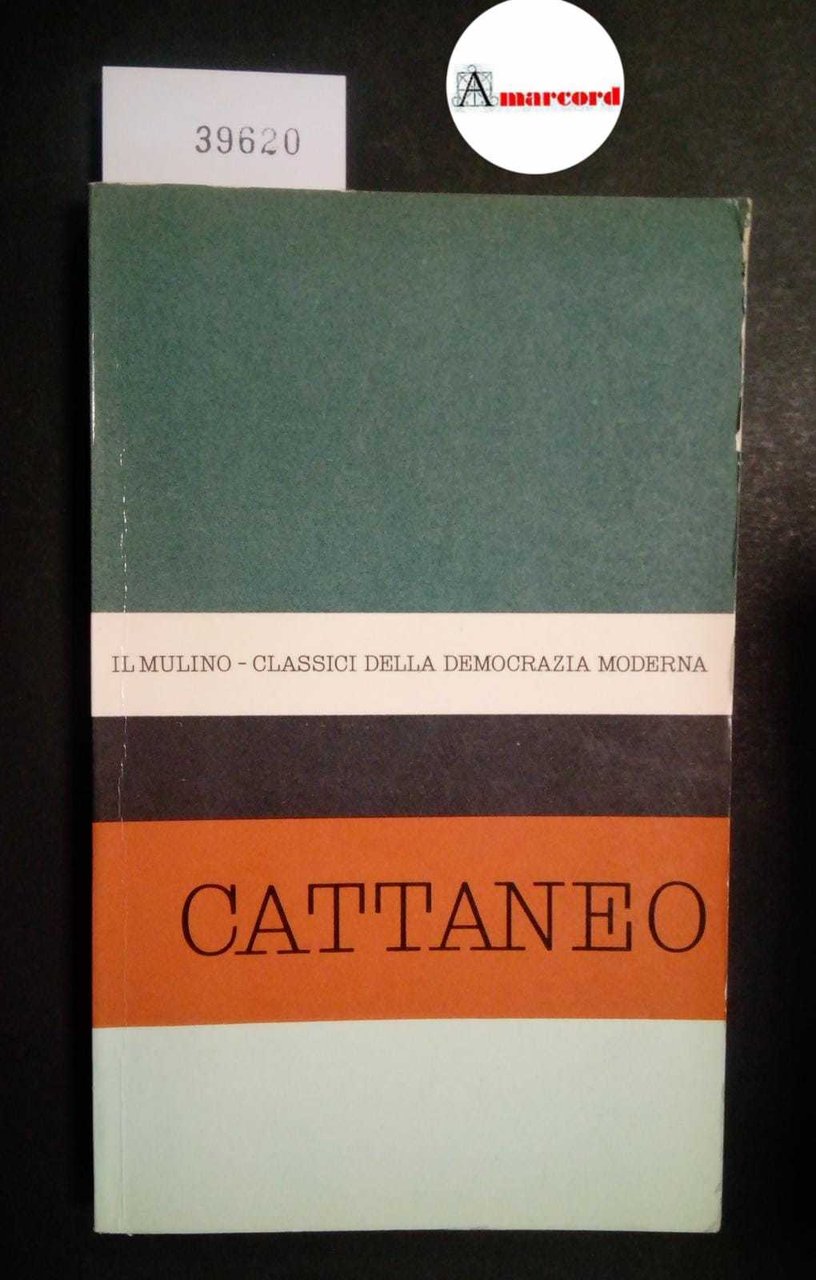 Amarcord
39620
IL MULINO - CLASSICI DELLA DEMOCRAZIA MODERNA
CATTANEO